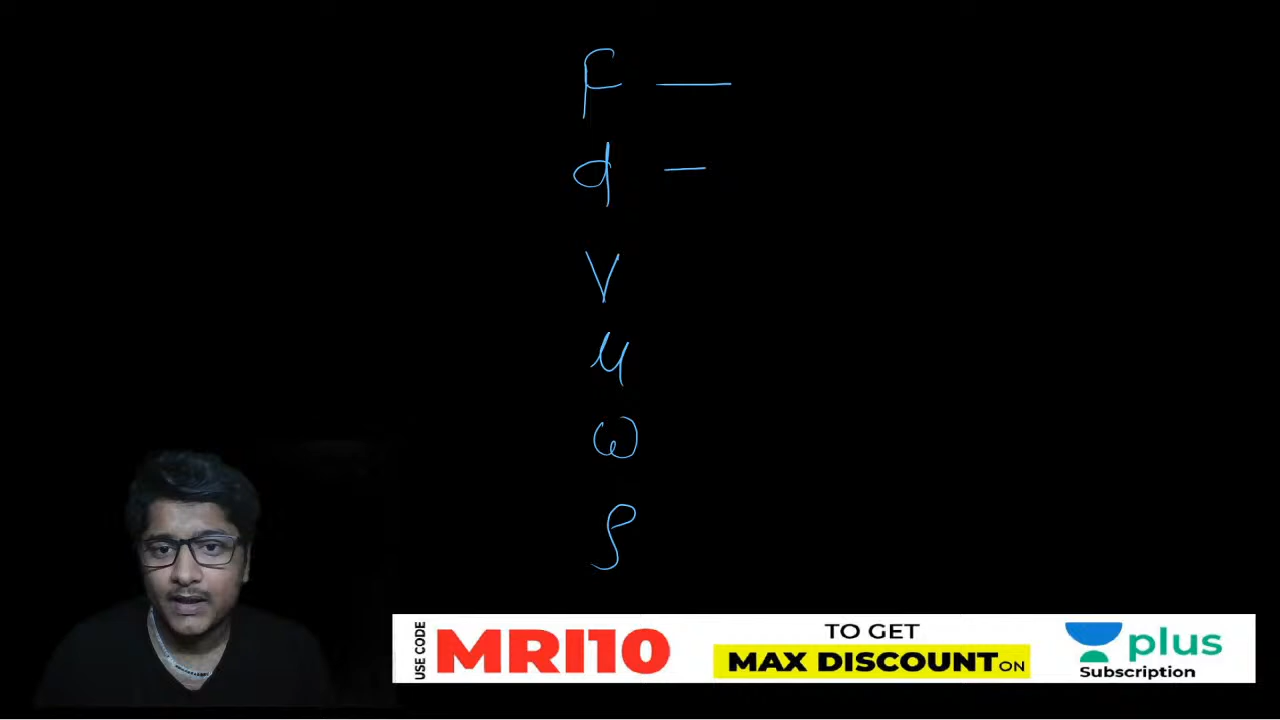 F —
d —
V
μ
ω
ρ
USE CODE
MRI10
TO GET
MAX DISCOUNT ON
plus
Subscription